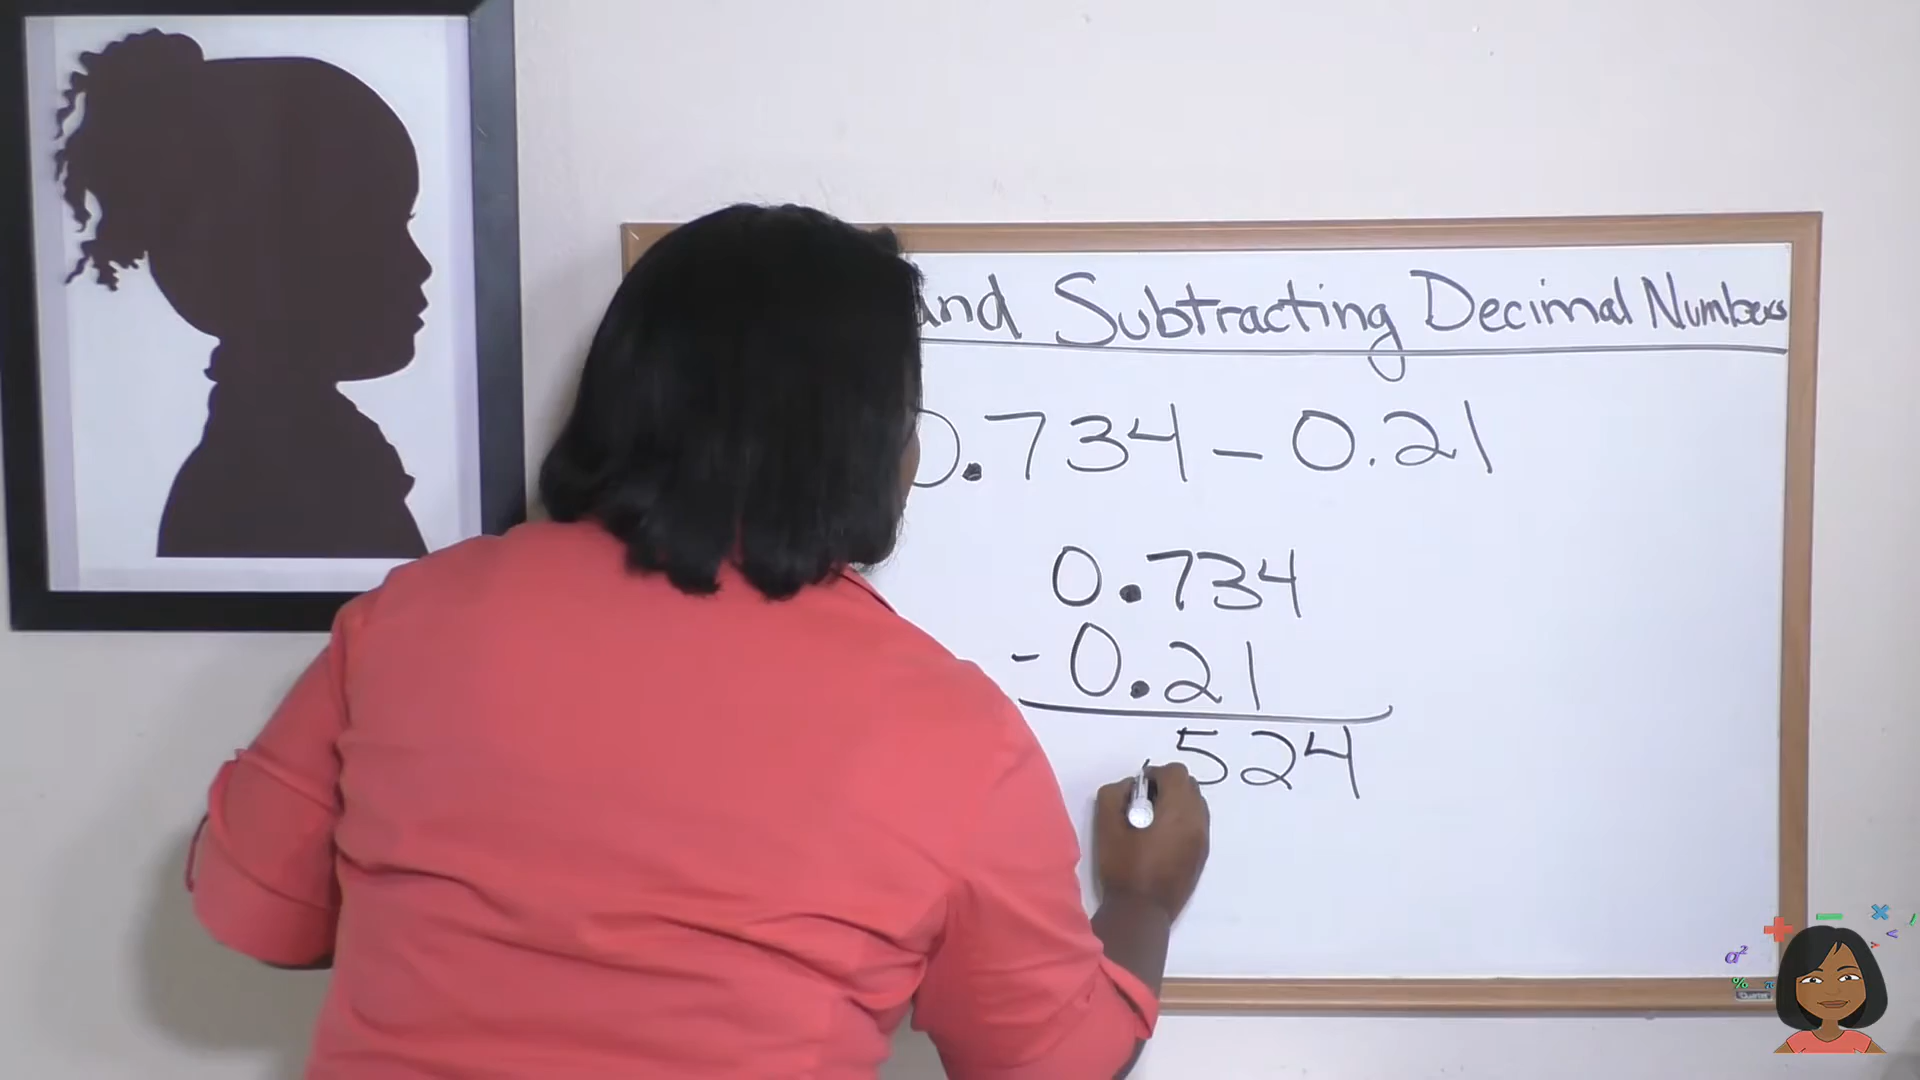 and Subtracting Decimal Numbers
0.734 - 0.21
0.734
- 0.21
.524